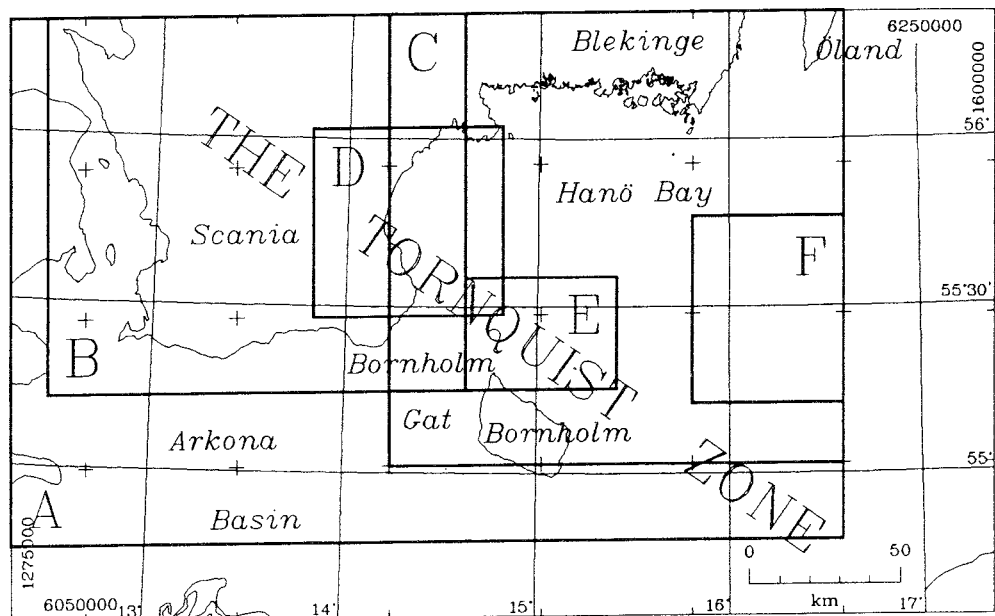 C
Blekinge
6250000
Öland
1600000
THE
56'
D
Hanö Bay
Scania
TORNQUIST
F
55'30'
E
B
Bornholm
Gat
Bornholm
Arkona
55'
ZONE
A
Basin
1275000
0 50
km
6050000
13'
14'
15'
16'
17'